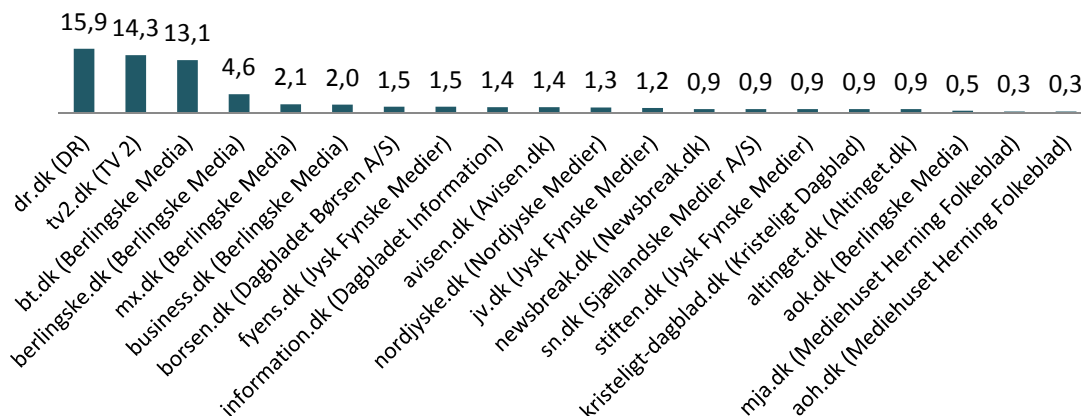 15,9
14,3
13,1
4,6
2,1
2,0
1,5
1,5
1,4
1,4
1,3
1,2
0,9
0,9
0,9
0,9
0,9
0,5
0,3
0,3
dr.dk (DR)
tv2.dk (TV 2)
bt.dk (Berlingske Media)
berlingske.dk (Berlingske Media)
mx.dk (Berlingske Media)
business.dk (Berlingske Media)
borsen.dk (Dagbladet Børsen A/S)
fyens.dk (Jysk Fynske Medier)
information.dk (Dagbladet Information)
avisen.dk (Avisen.dk)
nordjyske.dk (Nordjyske Medier)
jv.dk (Jysk Fynske Medier)
newsbreak.dk (Newsbreak.dk)
sn.dk (Sjællandske Medier A/S)
stiften.dk (Jysk Fynske Medier)
kristeligt-dagblad.dk (Kristeligt Dagblad)
altinget.dk (Altinget.dk)
aok.dk (Berlingske Media)
mja.dk (Mediehuset Herning Folkeblad)
aoh.dk (Mediehuset Herning Folkeblad)